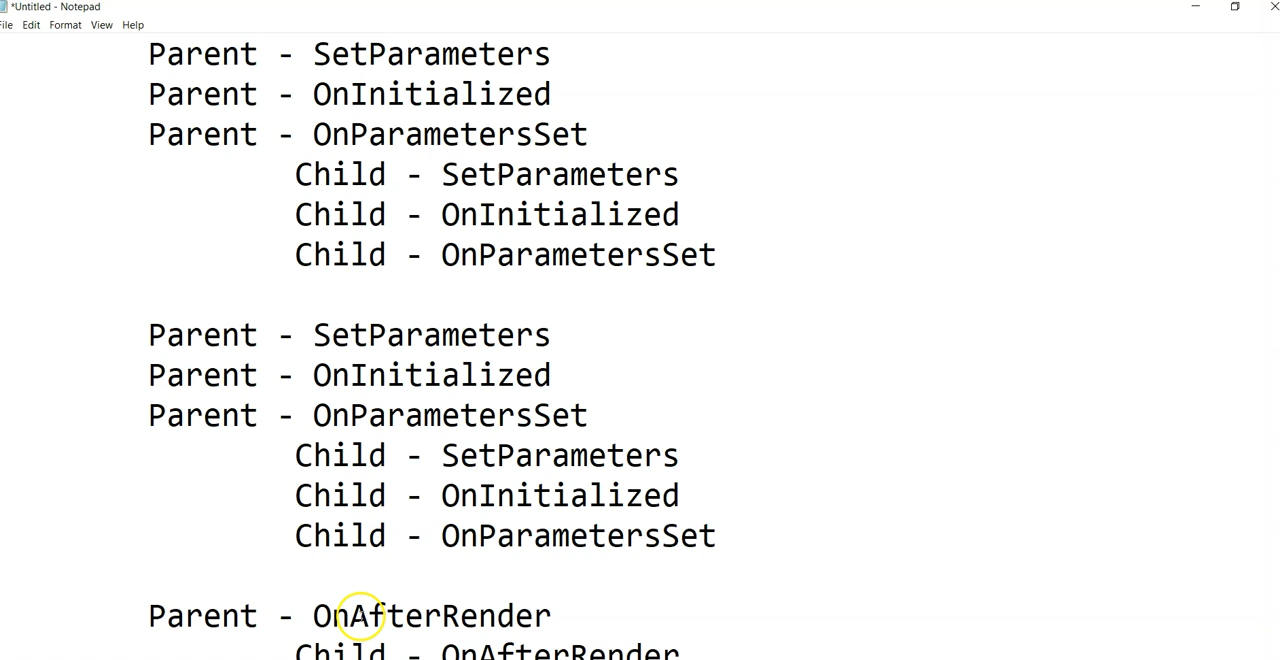 *Untitled - Notepad
File Edit Format View Help
Parent - SetParameters
Parent - OnInitialized
Parent - OnParametersSet
Child - SetParameters
Child - OnInitialized
Child - OnParametersSet
Parent - SetParameters
Parent - OnInitialized
Parent - OnParametersSet
Child - SetParameters
Child - OnInitialized
Child - OnParametersSet
Parent - OnAfterRender
Child - OnAfterRender